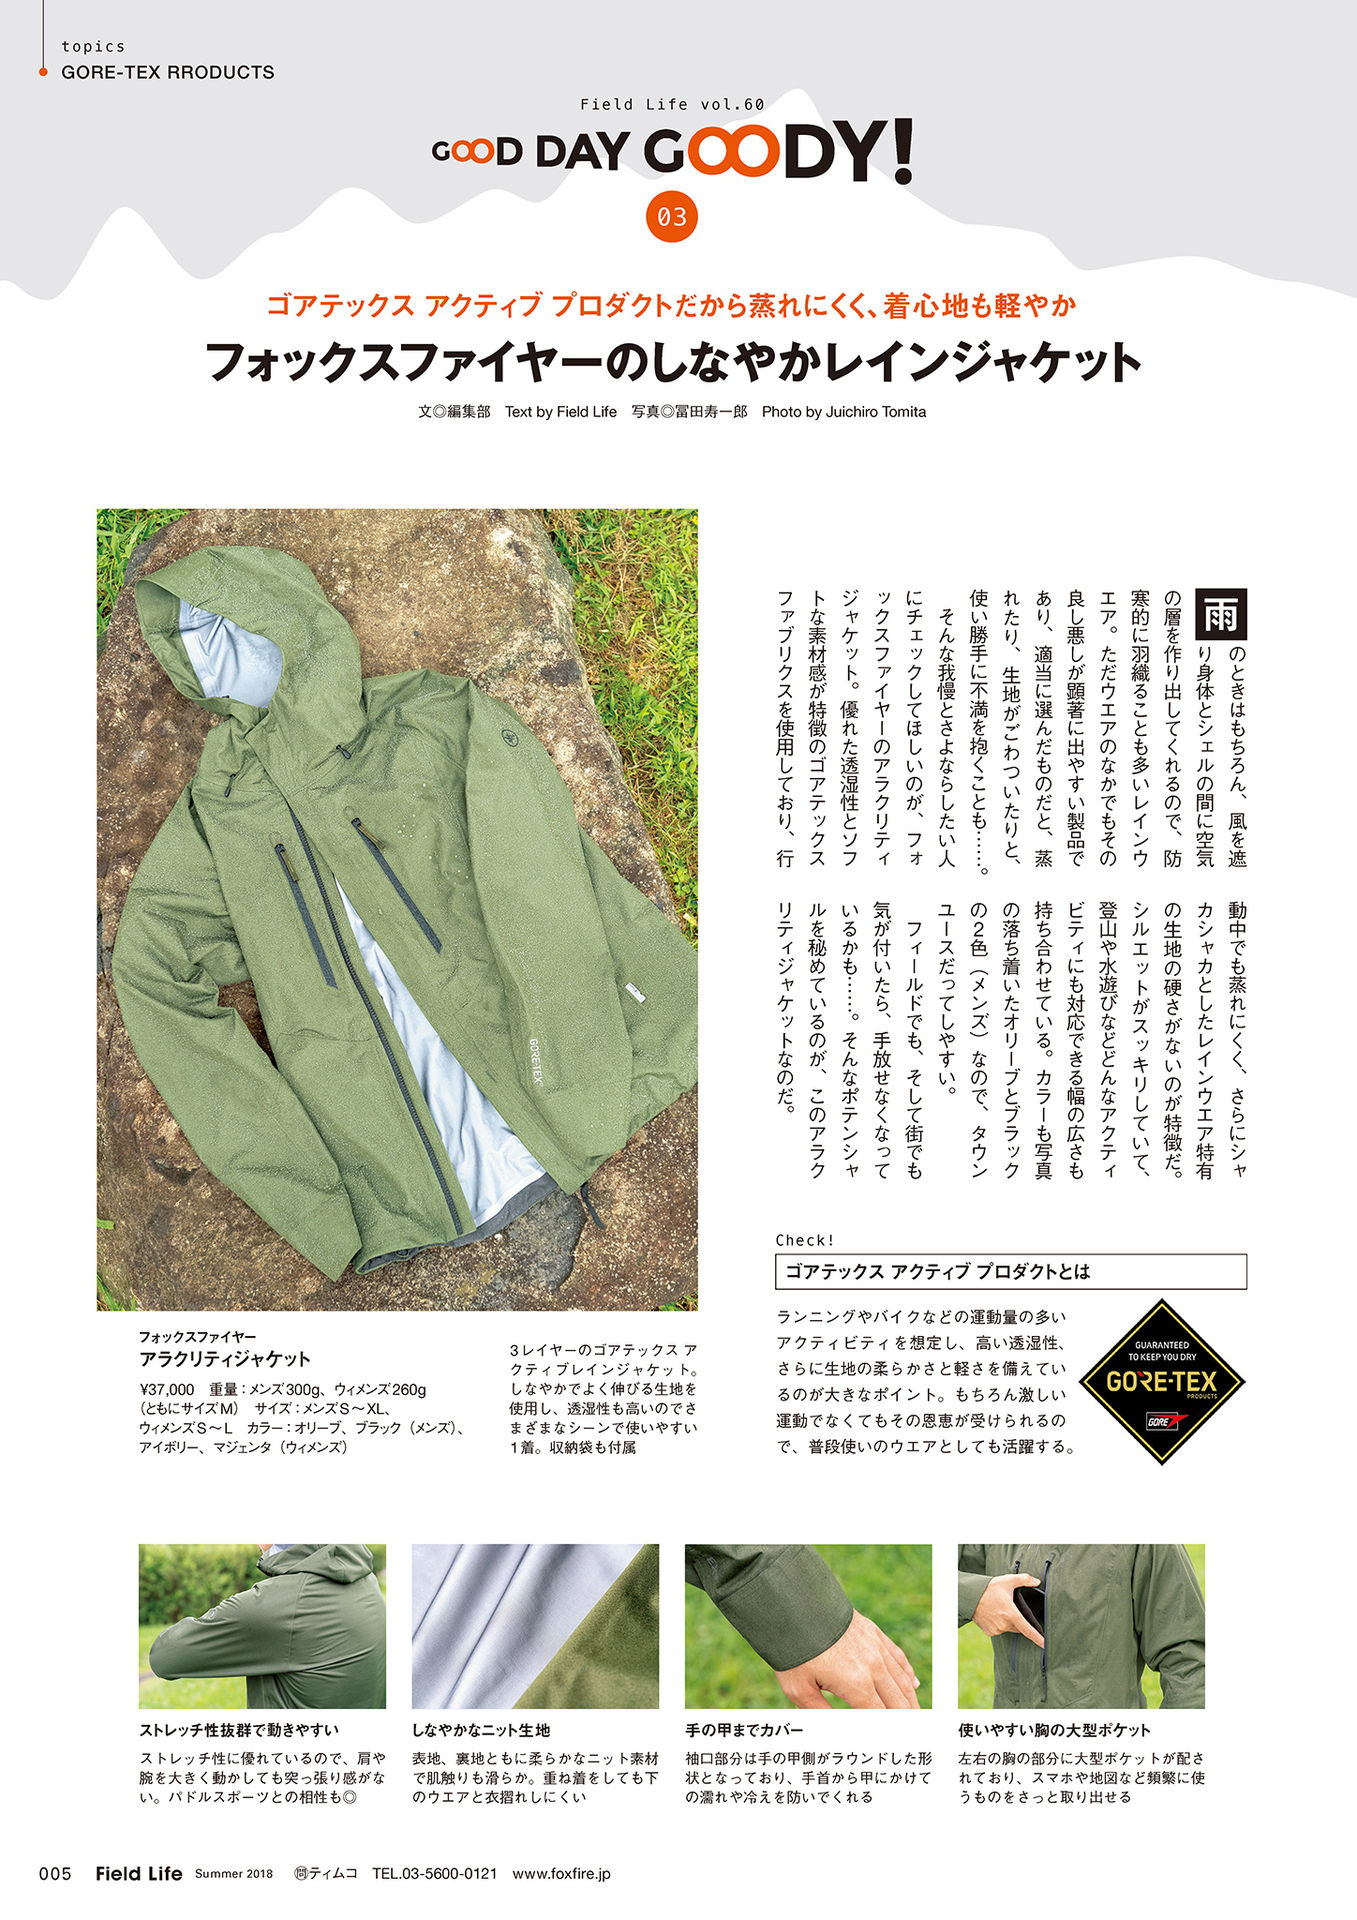 topics
GORE-TEX RRODUCTS
Field Life vol.60
GOOD DAY GOODY!
03
ゴアテックス アクティブ プロダクトだから蒸れにくく、着心地も軽やか
フォックスファイヤーのしなやかレインジャケット
文◎編集部 Text by Field Life 写真◎冨田寿一郎 Photo by Juichiro Tomita
雨のときはもちろん、風を遮
り身体とシェルの間に空気
の層を作り出してくれるので、防
寒的に羽織ることも多いレインウ
エア。ただウエアのなかでもその
良し悪しが顕著に出やすい製品で
あり、適当に選んだものだと、蒸
れたり、生地がごわついたりと、
使い勝手に不満を抱くことも……。
そんな我慢とさよならしたい人
にチェックしてほしいのが、フォ
ックスファイヤーのアラクリティ
ジャケット。優れた透湿性とソフ
トな素材感が特徴のゴアテックス
ファブリクスを使用しており、行
動中でも蒸れにくく、さらにシャ
カシャカとしたレインウエア特有
の生地の硬さがないのが特徴だ。
シルエットがスッキリしていて、
登山や水遊びなどどんなアクティ
ビティにも対応できる幅の広さも
持ち合わせている。カラーも写真
の落ち着いたオリーブとブラック
の2色（メンズ）なので、タウン
ユースだってしやすい。
フィールドでも、そして街でも
気が付いたら、手放せなくなって
いるかも……。そんなポテンシャ
ルを秘めているのが、このアラク
リティジャケットなのだ。
GORE-TEX
Check!
ゴアテックス アクティブ プロダクトとは
ランニングやバイクなどの運動量の多い
アクティビティを想定し、高い透湿性、
さらに生地の柔らかさと軽さを備えてい
るのが大きなポイント。もちろん激しい
運動でなくてもその恩恵が受けられるの
で、普段使いのウエアとしても活躍する。
GUARANTEED
TO KEEP YOU DRY
GORE-TEX
PRODUCTS
GORE
フォックスファイヤー
アラクリティジャケット
¥37,000 重量：メンズ300g、ウィメンズ260g
（ともにサイズM） サイズ：メンズS〜XL、
ウィメンズS〜L カラー：オリーブ、ブラック（メンズ）、
アイボリー、マジェンタ（ウィメンズ）
3レイヤーのゴアテックス ア
クティブレインジャケット。
しなやかでよく伸びる生地を
使用し、透湿性も高いのでさ
まざまなシーンで使いやすい
1着。収納袋も付属
ストレッチ性抜群で動きやすい
ストレッチ性に優れているので、肩や
腕を大きく動かしても突っ張り感がな
い。パドルスポーツとの相性も◎
しなやかなニット生地
表地、裏地ともに柔らかなニット素材
で肌触りも滑らか。重ね着をしても下
のウエアと衣摺れしにくい
手の甲までカバー
袖口部分は手の甲側がラウンドした形
状となっており、手首から甲にかけて
の濡れや冷えを防いでくれる
使いやすい胸の大型ポケット
左右の胸の部分に大型ポケットが配さ
れており、スマホや地図など頻繁に使
うものをさっと取り出せる
005 Field Life Summer 2018 ㉄ティムコ TEL.03-5600-0121 www.foxfire.jp